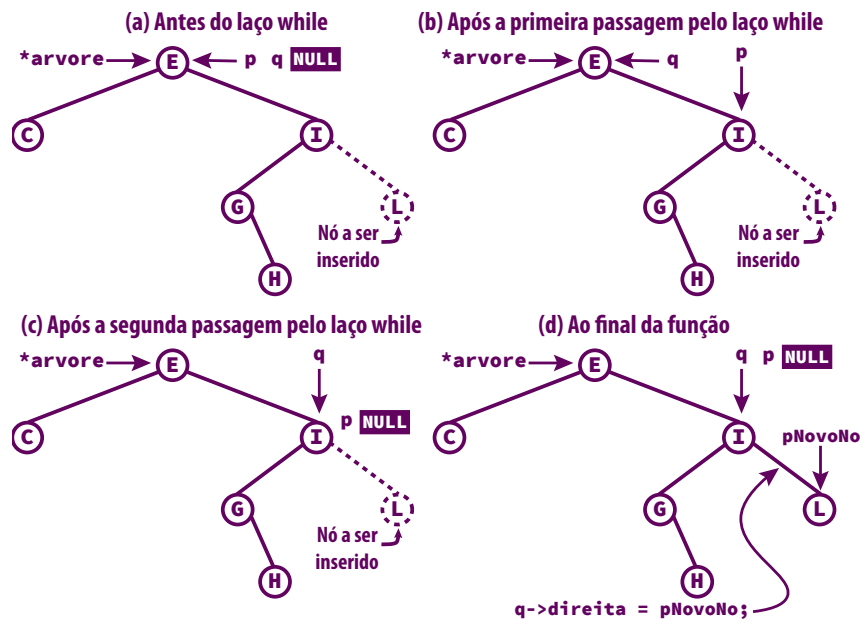 (a) Antes do laço while
*arvore E p q NULL
C I
G L
Nó a ser
inserido
H
(b) Após a primeira passagem pelo laço while
p
*arvore E q
C I
G L
Nó a ser
inserido
H
(c) Após a segunda passagem pelo laço while
*arvore E q
p NULL
C I
G L
Nó a ser
inserido
H
(d) Ao final da função
*arvore E q p NULL
C I pNovoNo
G L
H
q->direita = pNovoNo;